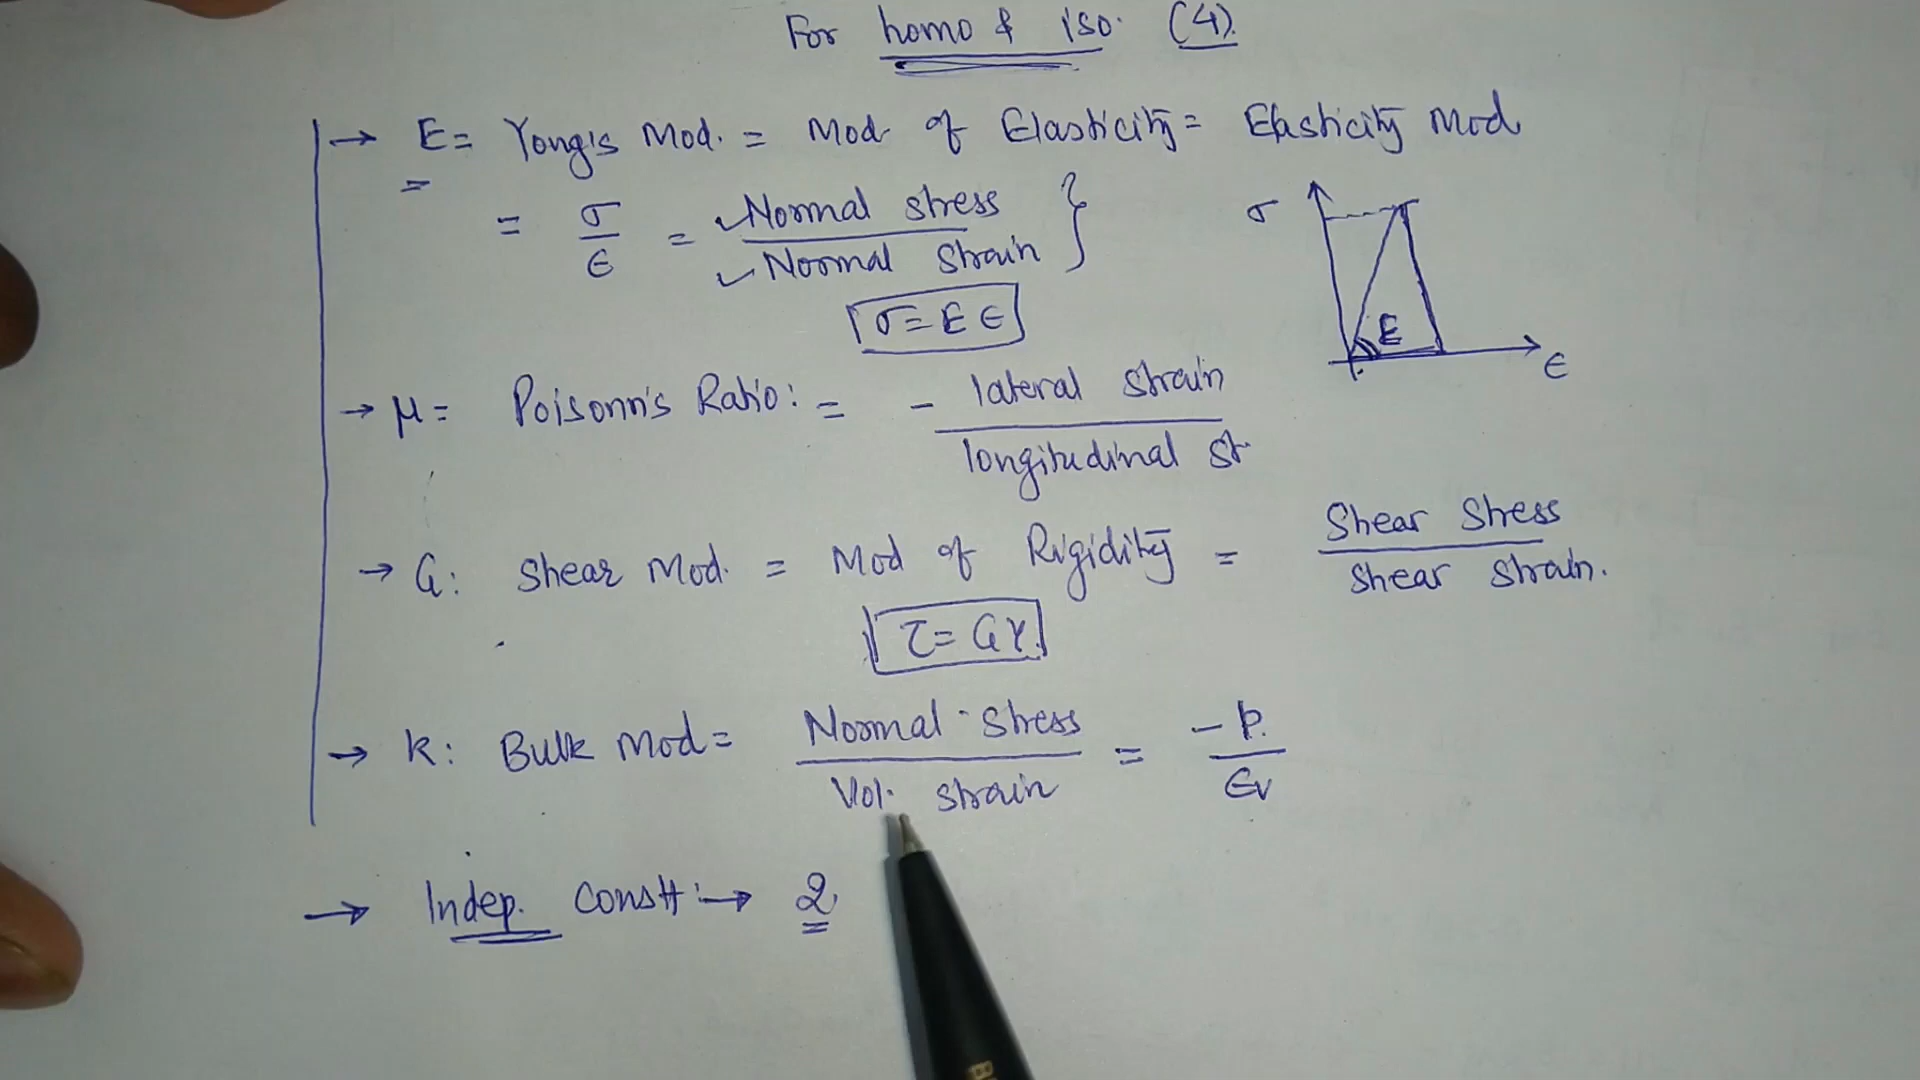 For homo & iso. (4).
→ E = Yong's Mod. = Mod of Elasticity = Elasticity Mod
= σ/ϵ = Normal stress / Normal strain }
σ = E ϵ
σ
E
ϵ
→ μ = Poisonn's Ratio: = - lateral strain / longitudinal st.
→ G: Shear Mod. = Mod of Rigidity = Shear Stress / Shear Strain.
τ = Gγ.
→ K: Bulk Mod = Normal Stress / Vol. strain = -p. / ϵv
→ Indep. Constt :→ 2